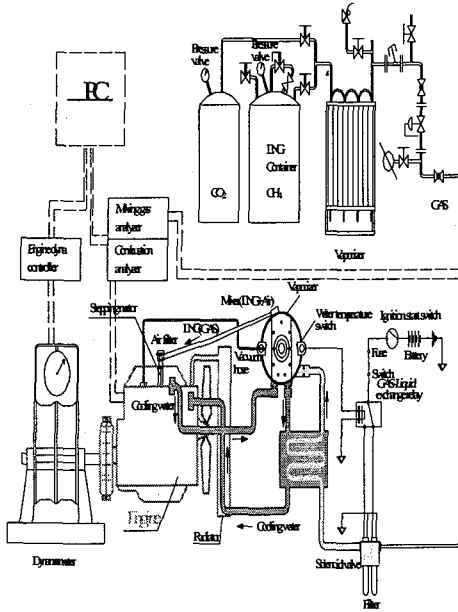 Pressure
valve
Pressure
valve
PC
CO2
LNG
Container
CH4
Vaporizer
GAS
Mixing gas
analyzer
Combustion
analyzer
Engine dyna
controller
Stepping motor
Air filter
LNG(GAS)
Mixer(LNG+Air)
Vaporizer
Water temperature
switch
Vacuum
hose
Ignition start switch
Fuse
Battery
Switch
GAS-Liquid
exchange relay
Cooling water
Engine
Radiator
Cooling water
Dynamometer
Solenoid valve
Filter